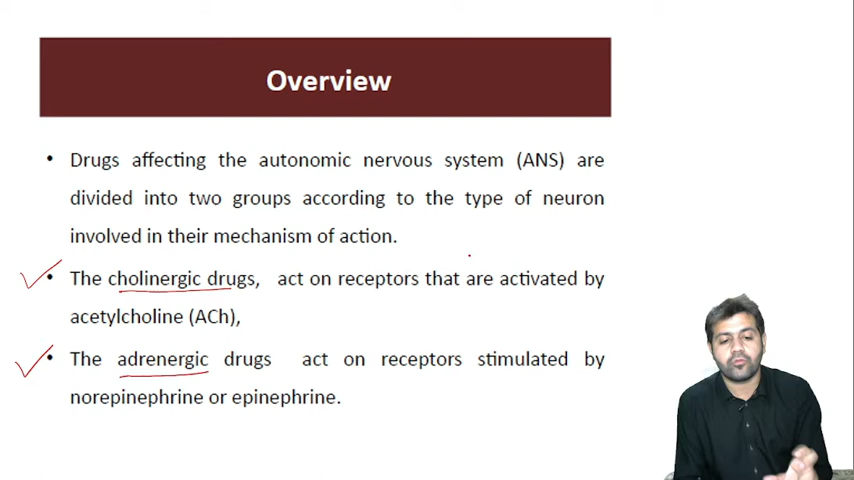 Overview
• Drugs affecting the autonomic nervous system (ANS) are
divided into two groups according to the type of neuron
involved in their mechanism of action.
• The cholinergic drugs, act on receptors that are activated by
acetylcholine (ACh),
• The adrenergic drugs act on receptors stimulated by
norepinephrine or epinephrine.